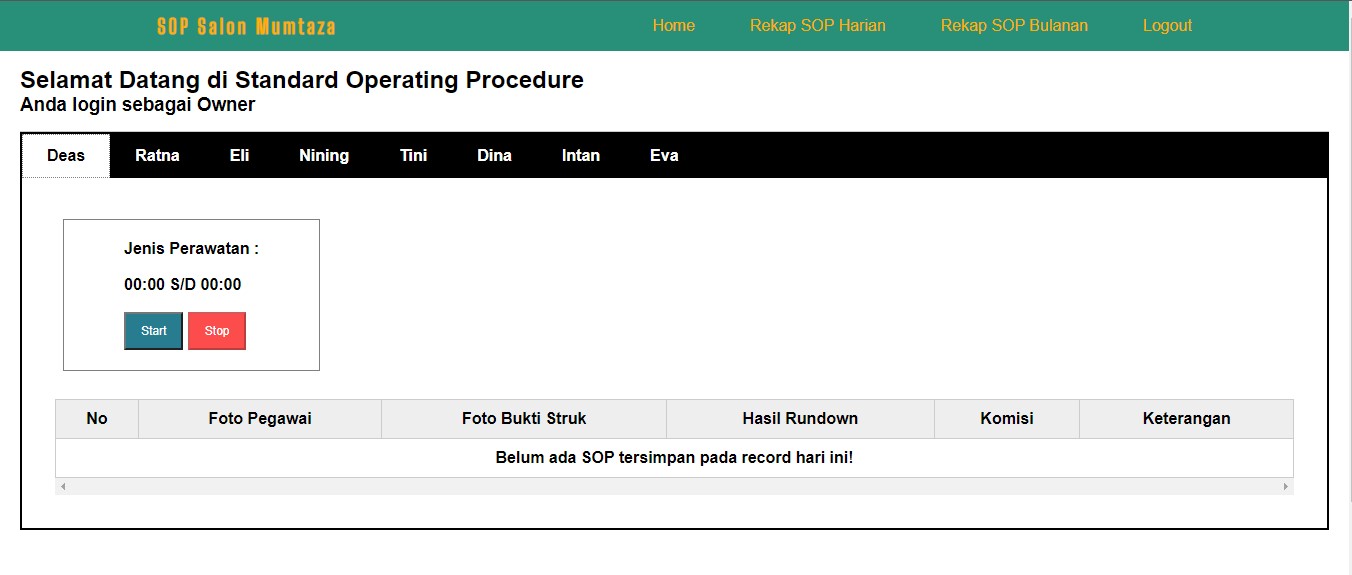 SOP Salon Mumtaza Home Rekap SOP Harian Rekap SOP Bulanan Logout
Selamat Datang di Standard Operating Procedure
Anda login sebagai Owner
Deas Ratna Eli Nining Tini Dina Intan Eva
Jenis Perawatan :
00:00 S/D 00:00
Start Stop
No Foto Pegawai Foto Bukti Struk Hasil Rundown Komisi Keterangan
Belum ada SOP tersimpan pada record hari ini!